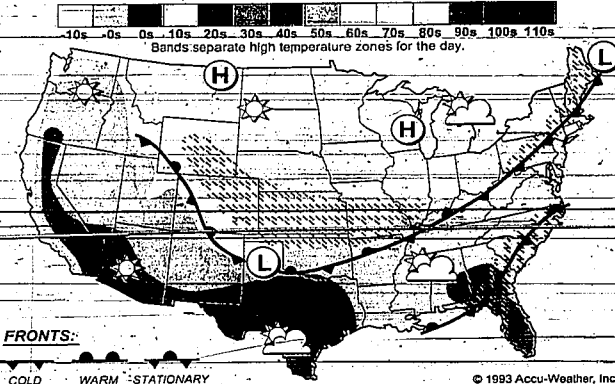 -10s -0s 0s 10s 20s 30s 40s 50s 60s 70s 80s 90s 100s 110s
Bands separate high temperature zones for the day.
L
H
H
L
FRONTS:
COLD WARM STATIONARY
© 1993 Accu-Weather, Inc.